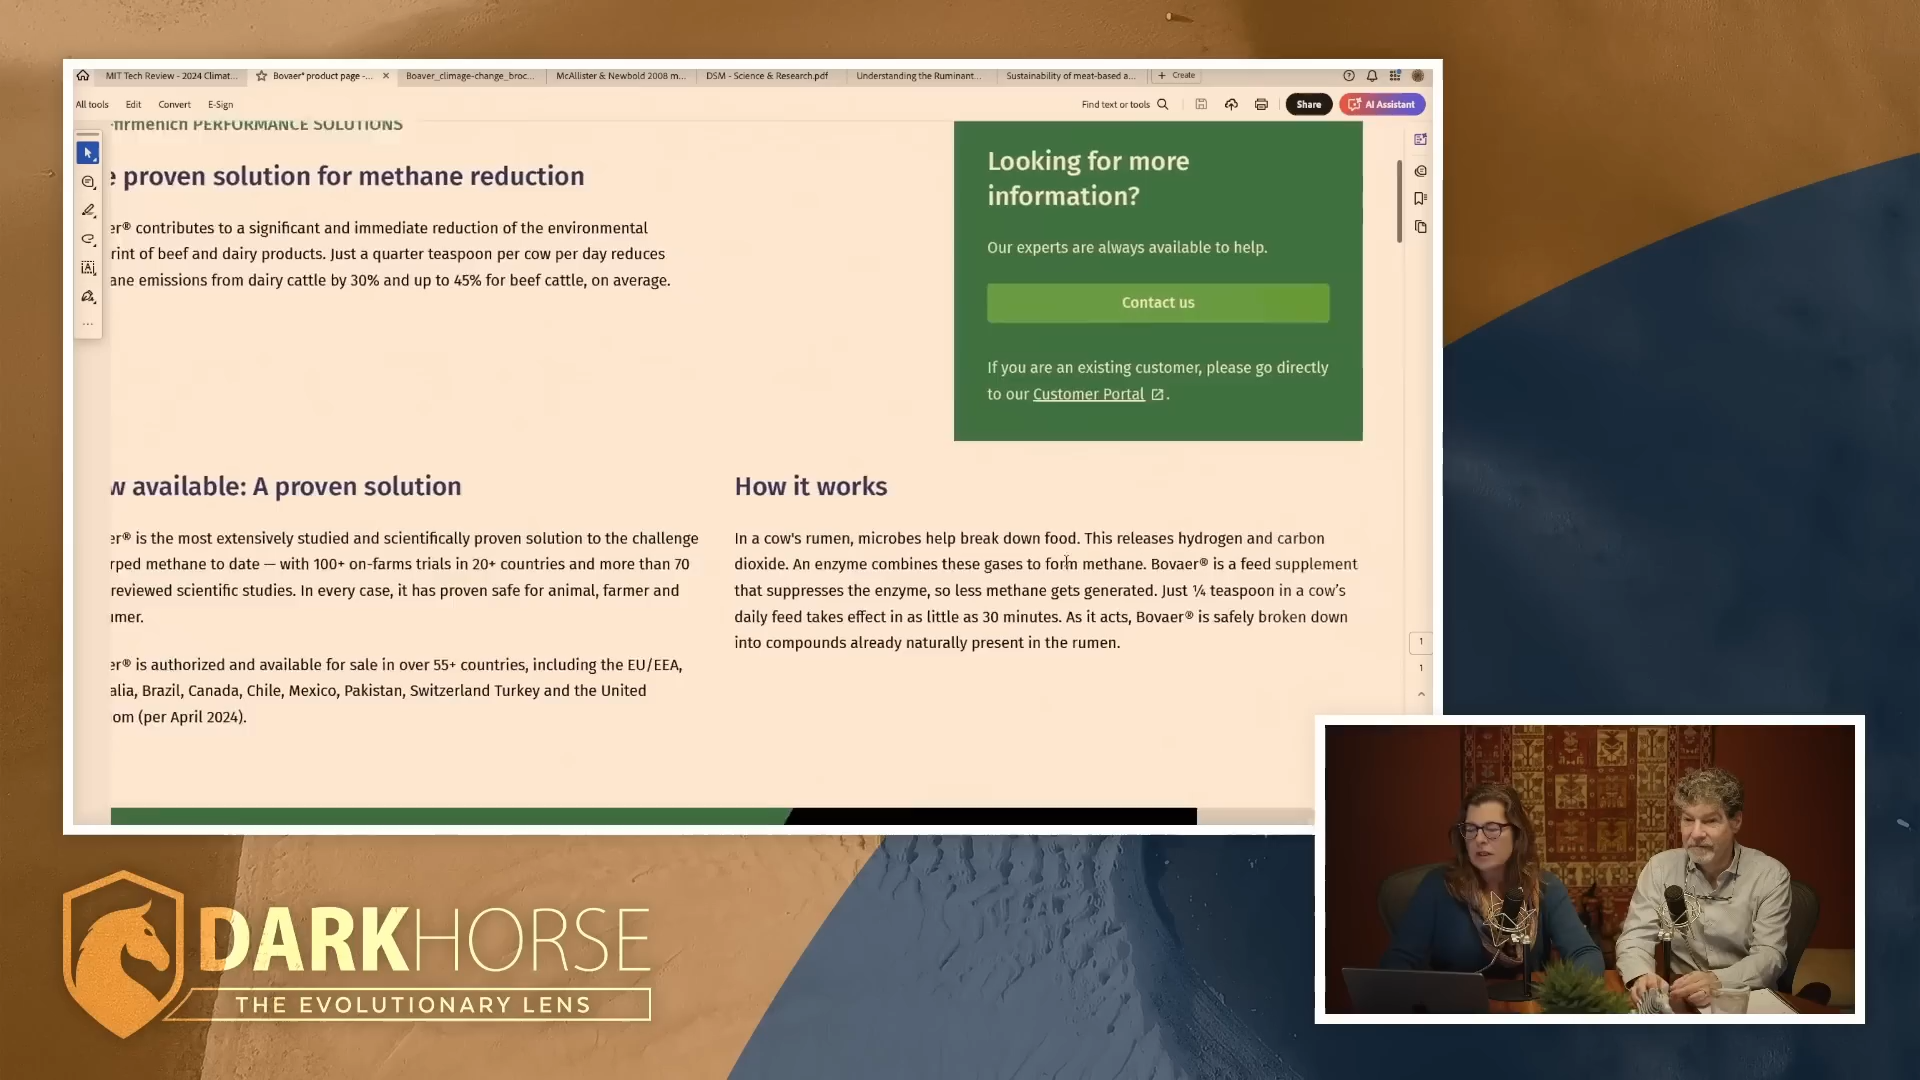 MIT Tech Review - 2024 Climat...
Bovaer® product page -...
Boaver_climage-change_broc...
McAllister & Newbold 2008 m...
DSM - Science & Research.pdf
Understanding the Ruminant...
Sustainability of meat-based a...
+ Create
All tools
Edit
Convert
E-Sign
Find text or tools
Share
AI Assistant
-firmenich PERFORMANCE SOLUTIONS
e proven solution for methane reduction
er® contributes to a significant and immediate reduction of the environmental
rint of beef and dairy products. Just a quarter teaspoon per cow per day reduces
ane emissions from dairy cattle by 30% and up to 45% for beef cattle, on average.
Looking for more
information?
Our experts are always available to help.
Contact us
If you are an existing customer, please go directly
to our Customer Portal .
w available: A proven solution
er® is the most extensively studied and scientifically proven solution to the challenge
rped methane to date — with 100+ on-farms trials in 20+ countries and more than 70
reviewed scientific studies. In every case, it has proven safe for animal, farmer and
umer.
er® is authorized and available for sale in over 55+ countries, including the EU/EEA,
alia, Brazil, Canada, Chile, Mexico, Pakistan, Switzerland Turkey and the United
om (per April 2024).
How it works
In a cow's rumen, microbes help break down food. This releases hydrogen and carbon
dioxide. An enzyme combines these gases to form methane. Bovaer® is a feed supplement
that suppresses the enzyme, so less methane gets generated. Just ¼ teaspoon in a cow's
daily feed takes effect in as little as 30 minutes. As it acts, Bovaer® is safely broken down
into compounds already naturally present in the rumen.
1
1
DARKHORSE
THE EVOLUTIONARY LENS